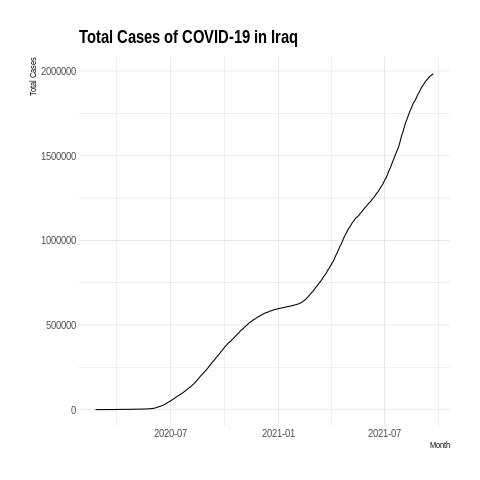 Total Cases of COVID-19 in Iraq
Total Cases
2000000
1500000
1000000
500000
0
2020-07 2021-01 2021-07
Month